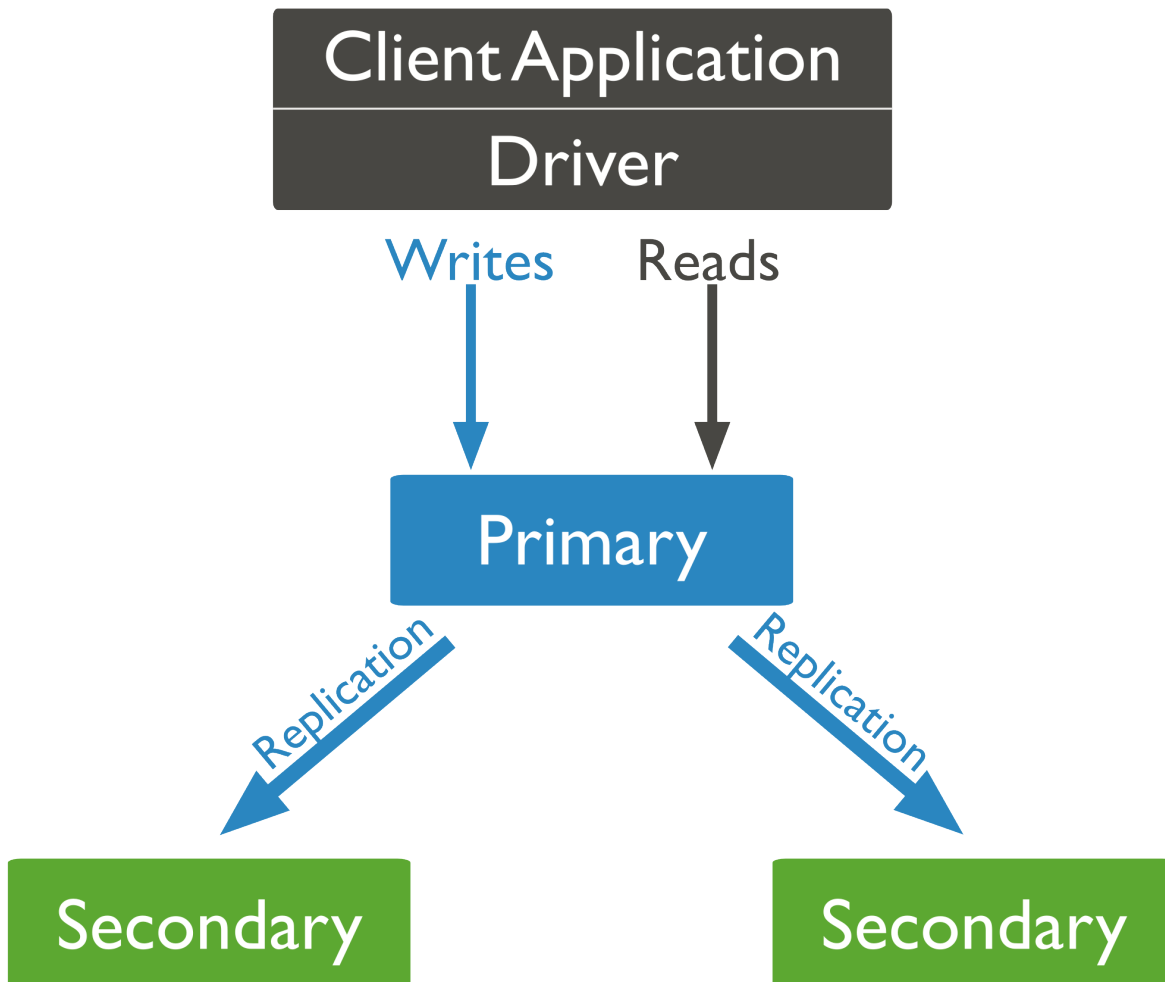 Client Application
Driver
Writes
Reads
Primary
Replication
Replication
Secondary
Secondary